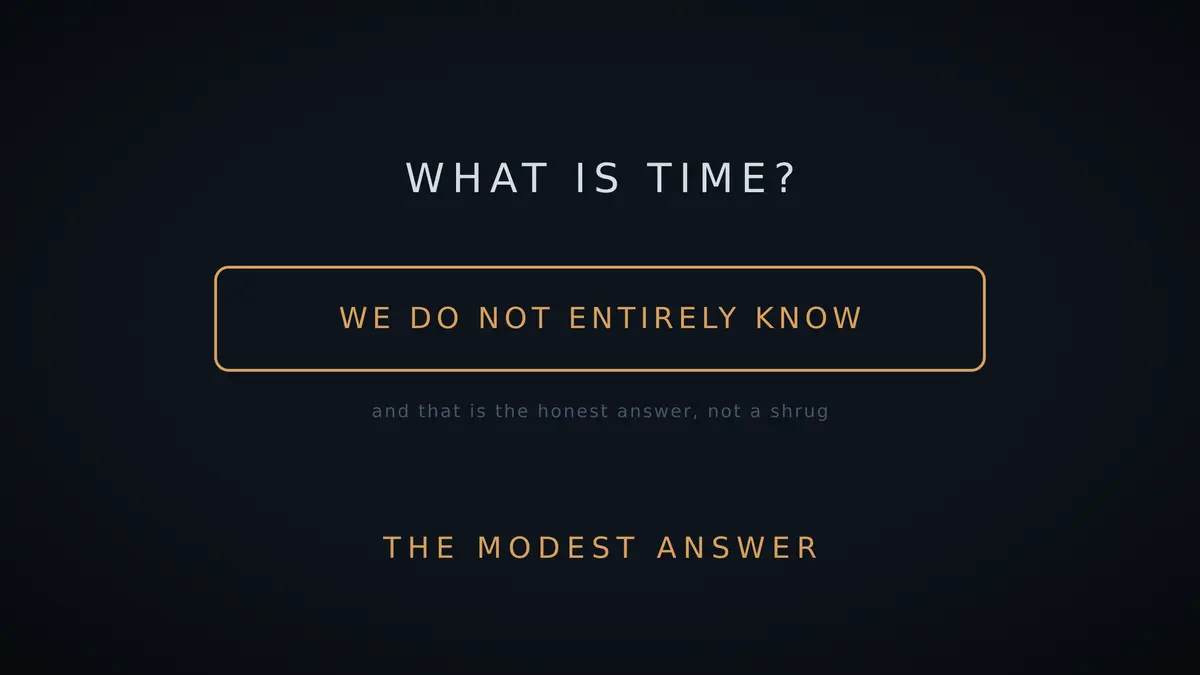 WHAT IS TIME?
WE DO NOT ENTIRELY KNOW
and that is the honest answer, not a shrug
THE MODEST ANSWER